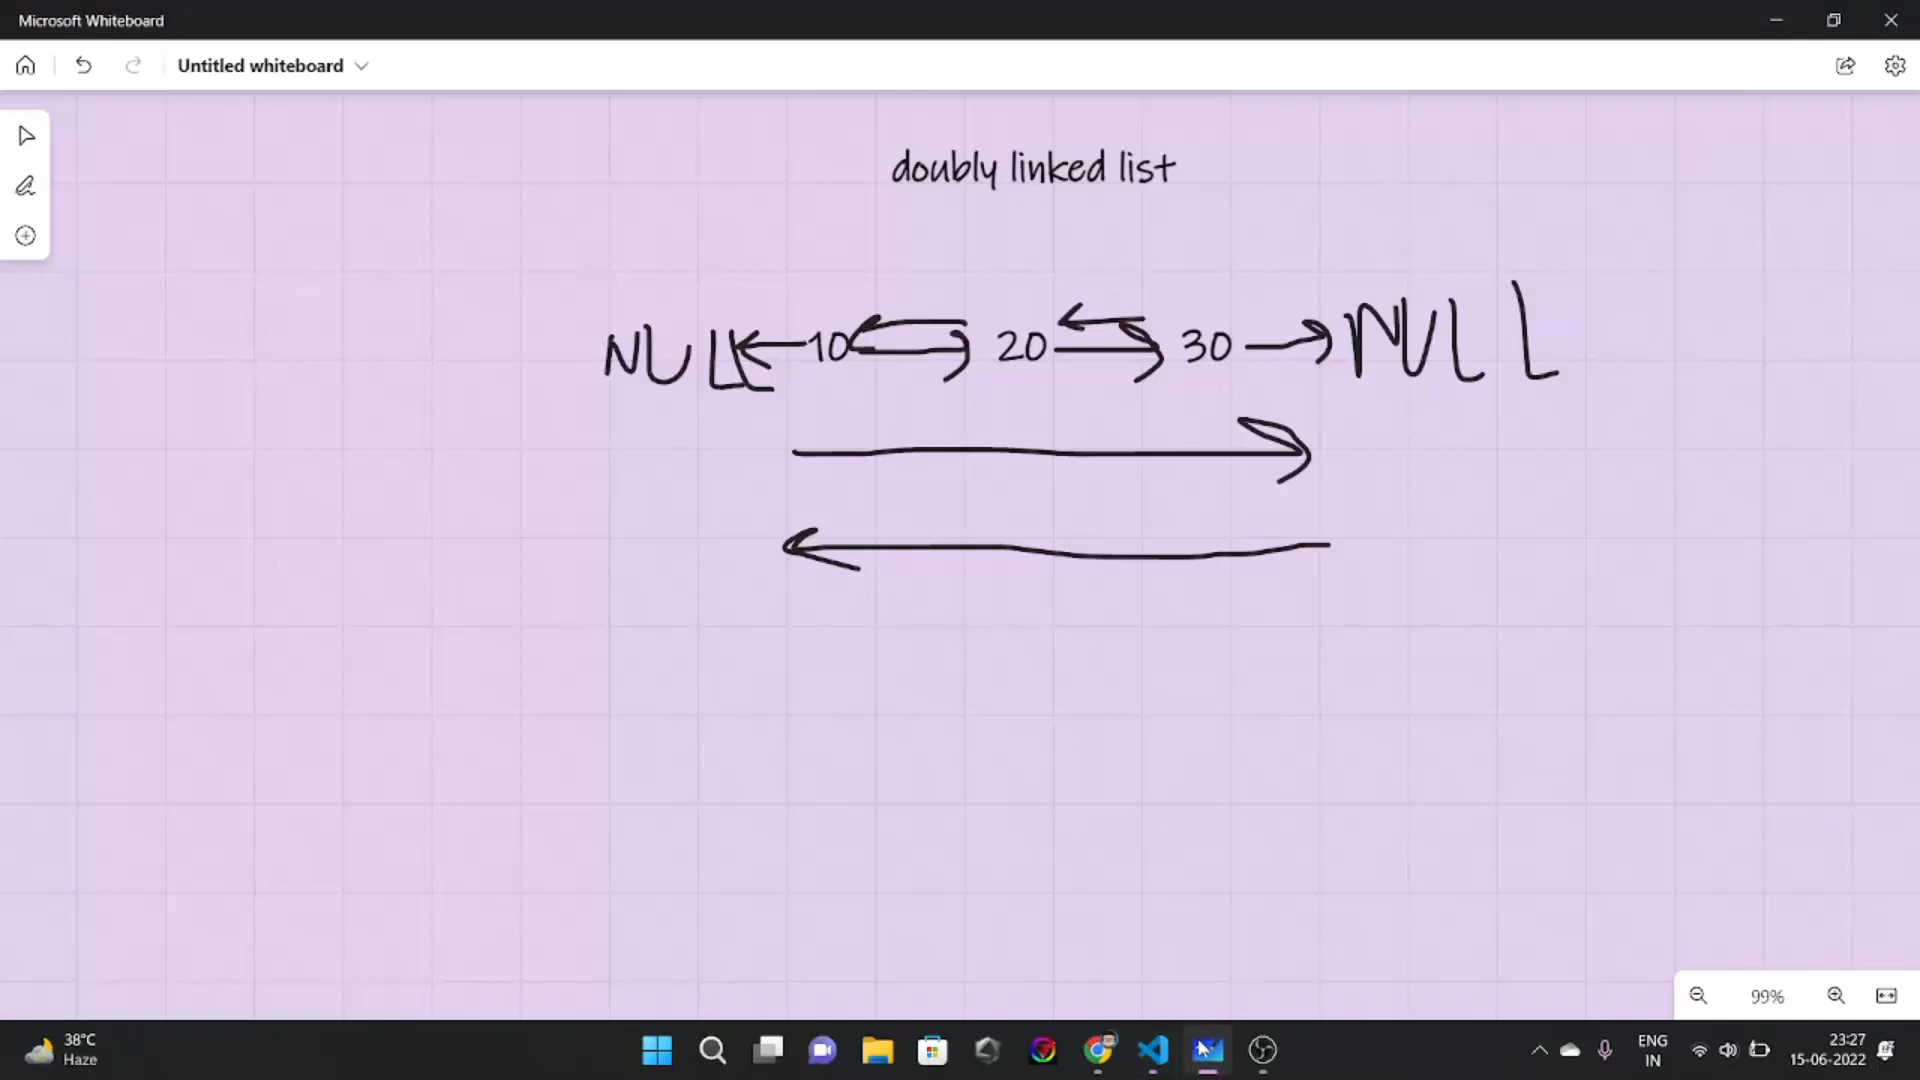 Microsoft Whiteboard
Untitled whiteboard
doubly linked list
NULL 10 20 30 NULL
99%
38°C
Haze
ENG
IN
23:27
15-06-2022